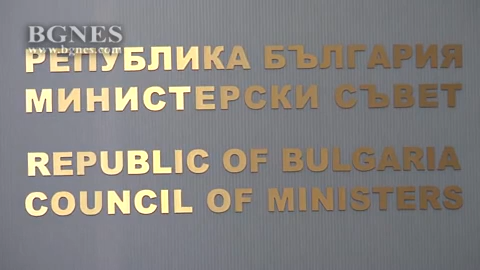 BGNES
www.bgnes.com
РЕПУБЛИКА БЪЛГАРИЯ
МИНИСТЕРСКИ СЪВЕТ
REPUBLIC OF BULGARIA
COUNCIL OF MINISTERS